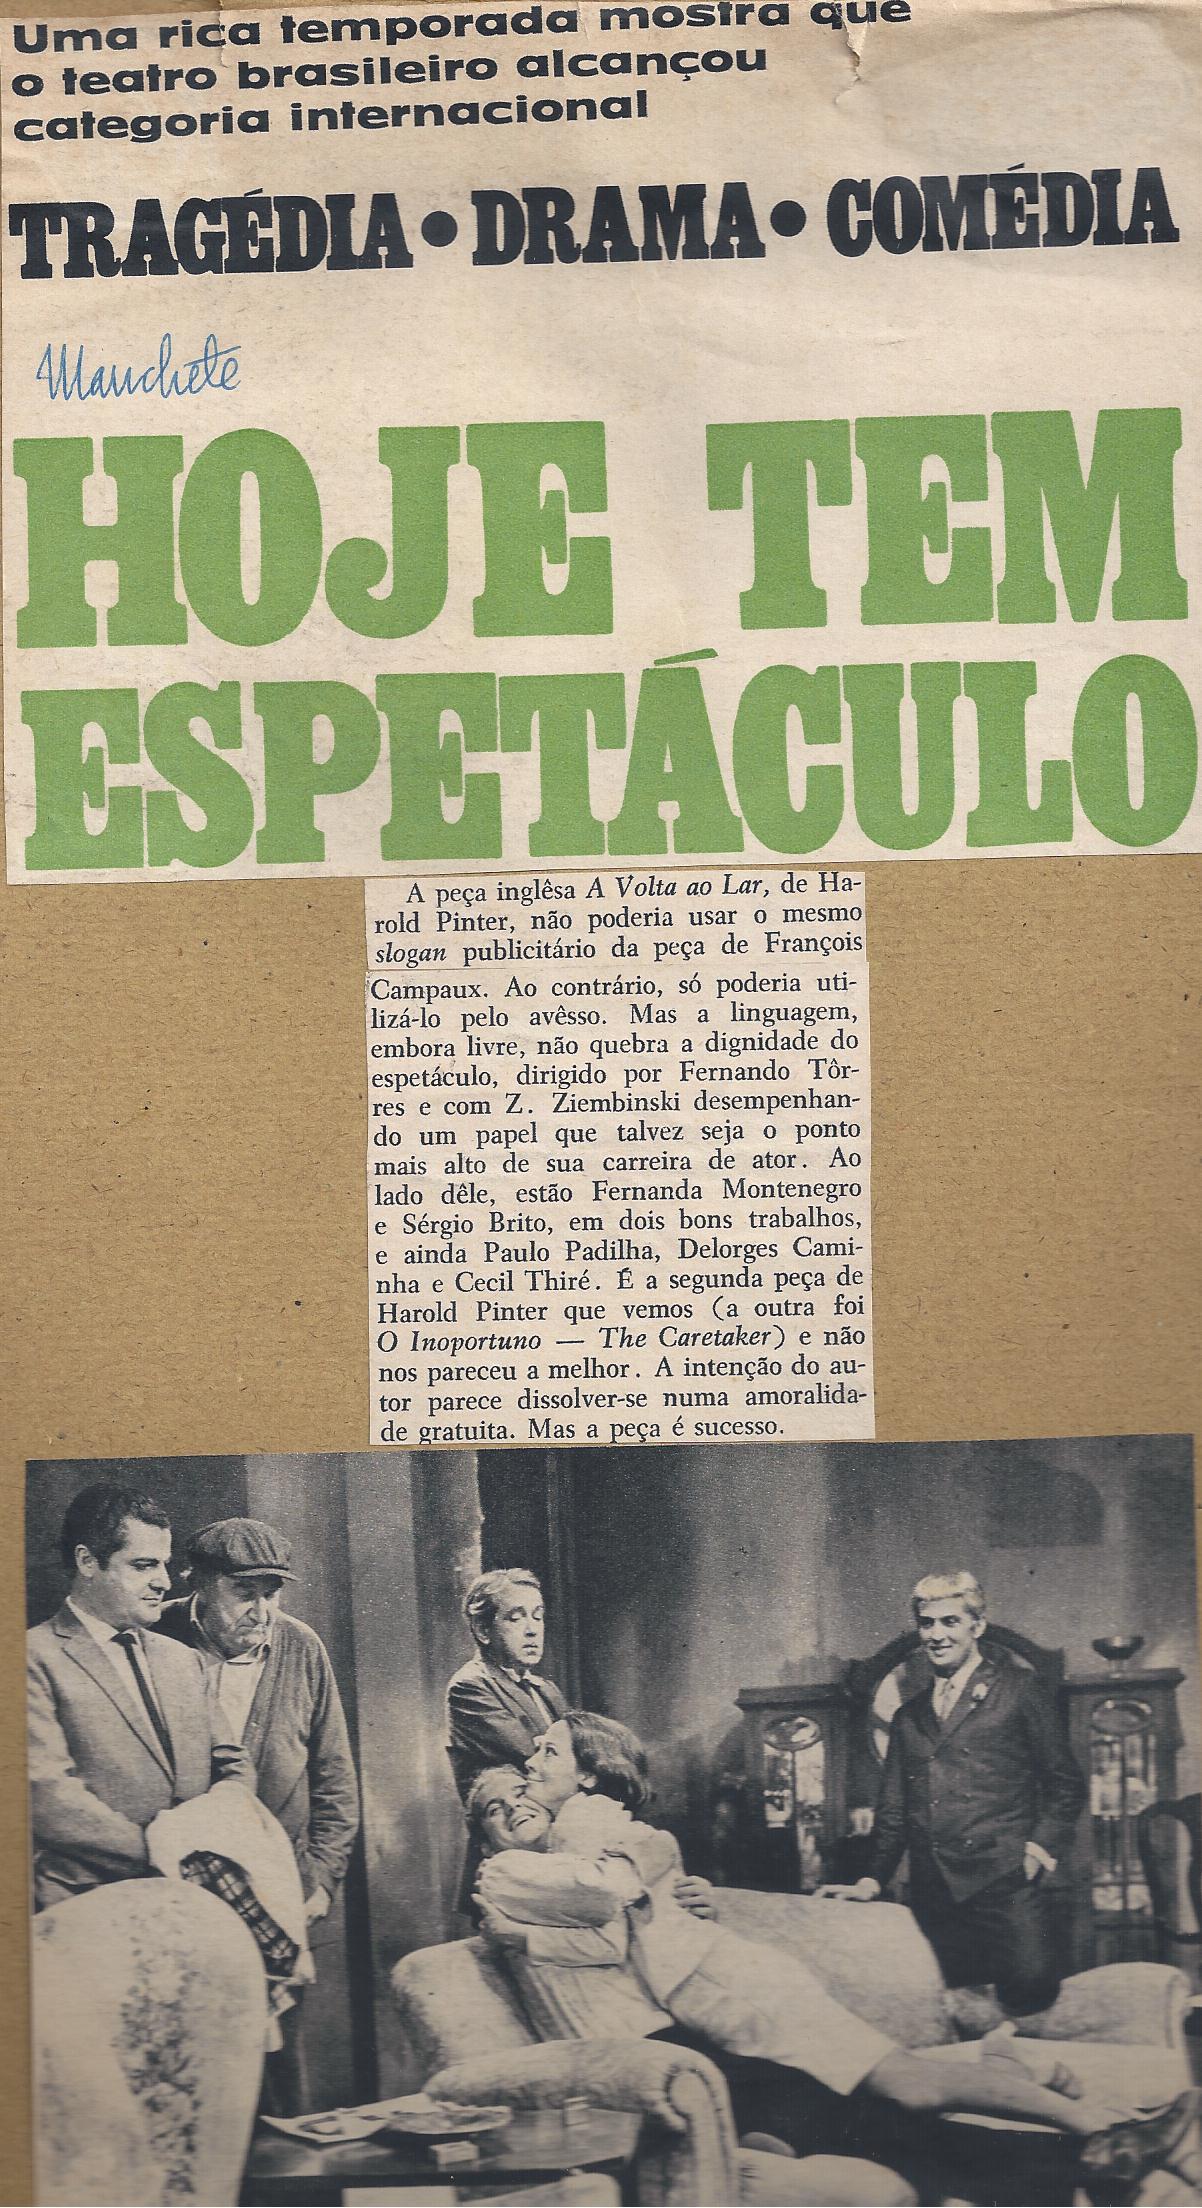 Uma rica temporada mostra que
o teatro brasileiro alcançou
categoria internacional
TRAGÉDIA • DRAMA • COMÉDIA
Manchete
HOJE TEM
ESPETÁCULO
A peça inglêsa A Volta ao Lar, de Ha-
rold Pinter, não poderia usar o mesmo
slogan publicitário da peça de François
Campaux. Ao contrário, só poderia uti-
lizá-lo pelo avêsso. Mas a linguagem,
embora livre, não quebra a dignidade do
espetáculo, dirigido por Fernando Tôr-
res e com Z. Ziembinski desempenhan-
do um papel que talvez seja o ponto
mais alto de sua carreira de ator. Ao
lado dêle, estão Fernanda Montenegro
e Sérgio Brito, em dois bons trabalhos,
e ainda Paulo Padilha, Delorges Cami-
nha e Cecil Thiré. É a segunda peça de
Harold Pinter que vemos (a outra foi
O Inoportuno — The Caretaker) e não
nos pareceu a melhor. A intenção do au-
tor parece dissolver-se numa amoralida-
de gratuita. Mas a peça é sucesso.